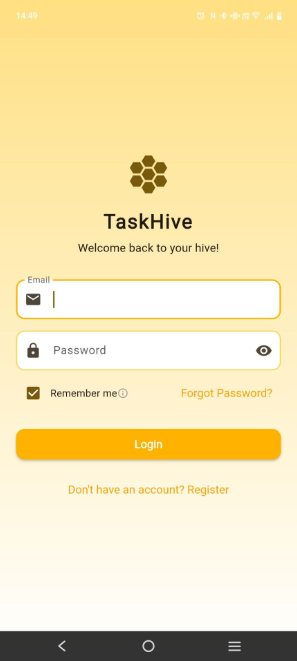 14:49
TaskHive
Welcome back to your hive!
Email
Password
Remember me
Forgot Password?
Login
Don't have an account? Register